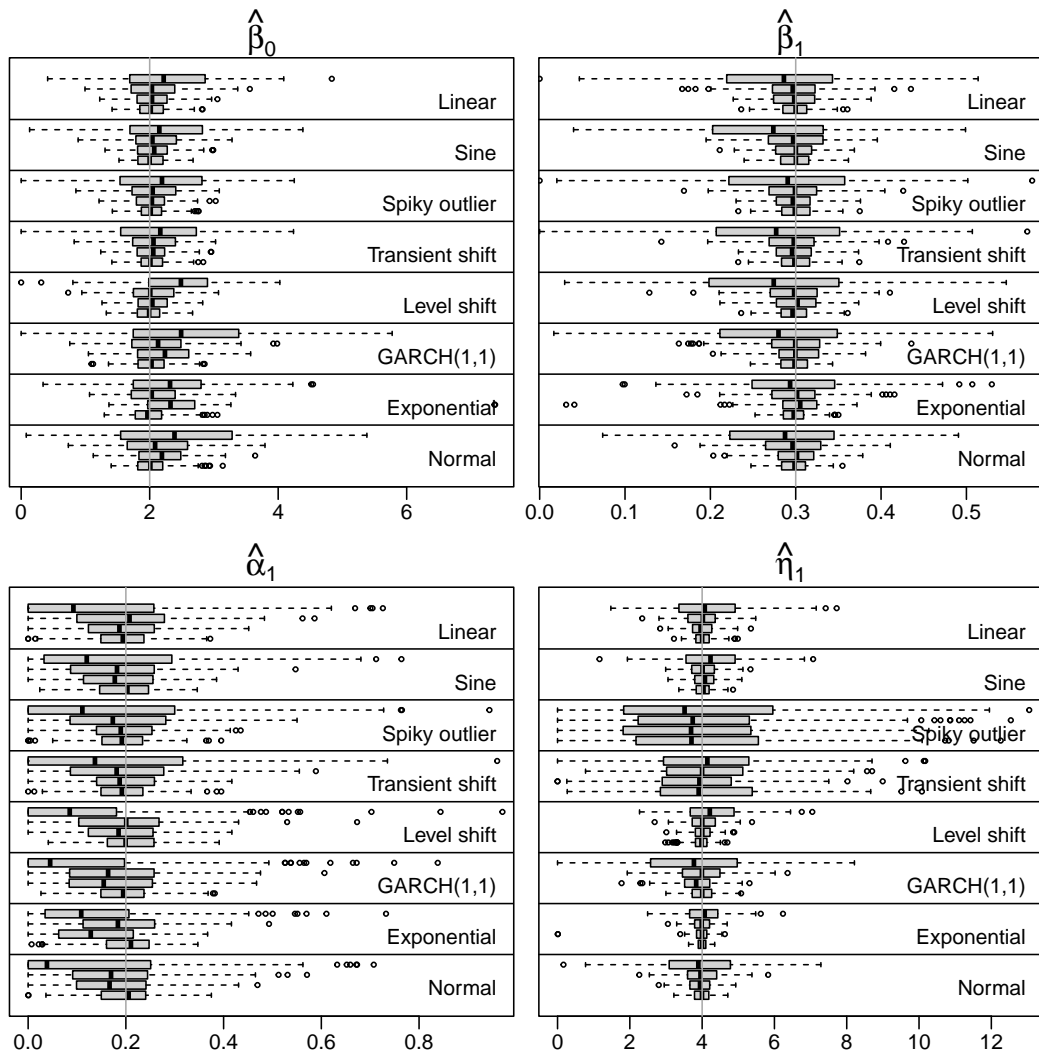 β̂0
Linear
Sine
Spiky outlier
Transient shift
Level shift
GARCH(1,1)
Exponential
Normal
0 2 4 6
β̂1
Linear
Sine
Spiky outlier
Transient shift
Level shift
GARCH(1,1)
Exponential
Normal
0.0 0.1 0.2 0.3 0.4 0.5
α̂1
Linear
Sine
Spiky outlier
Transient shift
Level shift
GARCH(1,1)
Exponential
Normal
0.0 0.2 0.4 0.6 0.8
η̂1
Linear
Sine
Spiky outlier
Transient shift
Level shift
GARCH(1,1)
Exponential
Normal
0 2 4 6 8 10 12